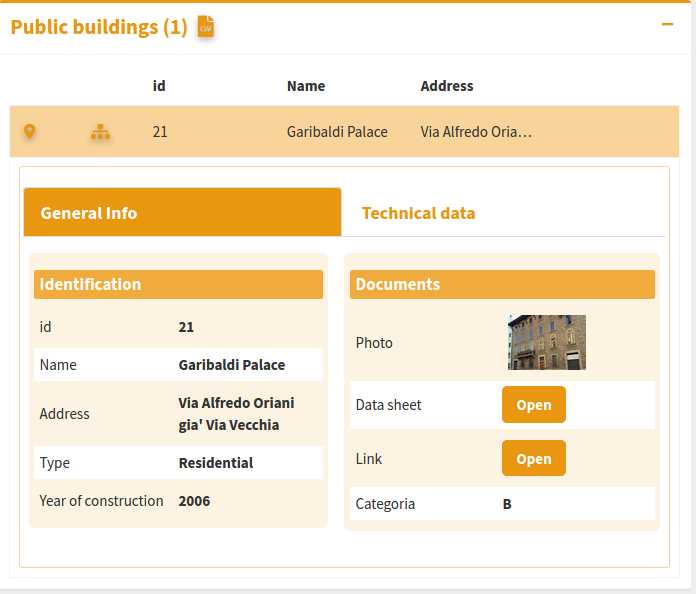 Public buildings (1) CSV
id Name Address
21 Garibaldi Palace Via Alfredo Oria…
General Info Technical data
Identification
id 21
Name Garibaldi Palace
Address Via Alfredo Oriani
gia' Via Vecchia
Type Residential
Year of construction 2006
Documents
Photo
Data sheet Open
Link Open
Categoria B